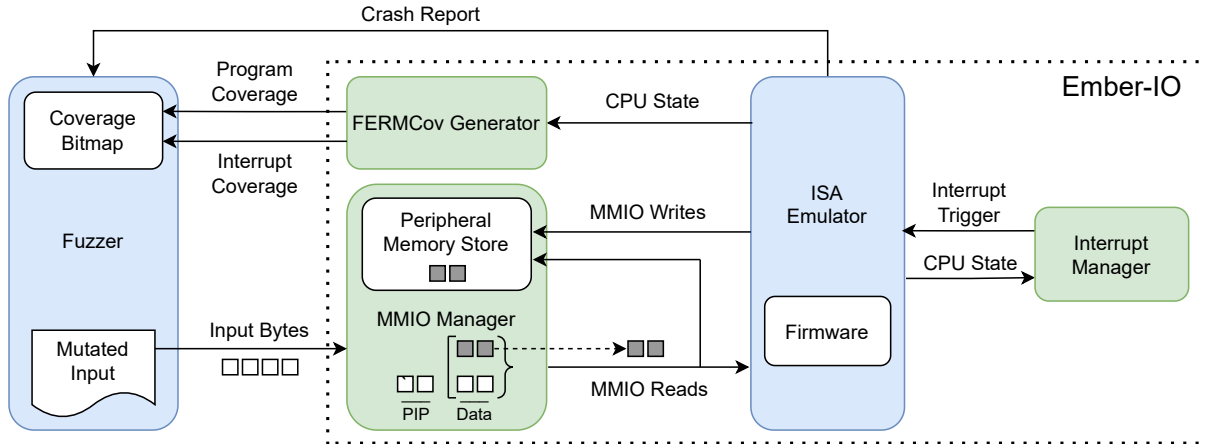 Crash Report
Ember-IO
Program
Coverage
Coverage
Bitmap
FERMCov Generator
CPU State
Interrupt
Coverage
Fuzzer
Peripheral
Memory Store
MMIO Writes
ISA
Emulator
Interrupt
Trigger
Interrupt
Manager
CPU State
MMIO Manager
Input Bytes
Mutated
Input
Firmware
MMIO Reads
PIP
Data